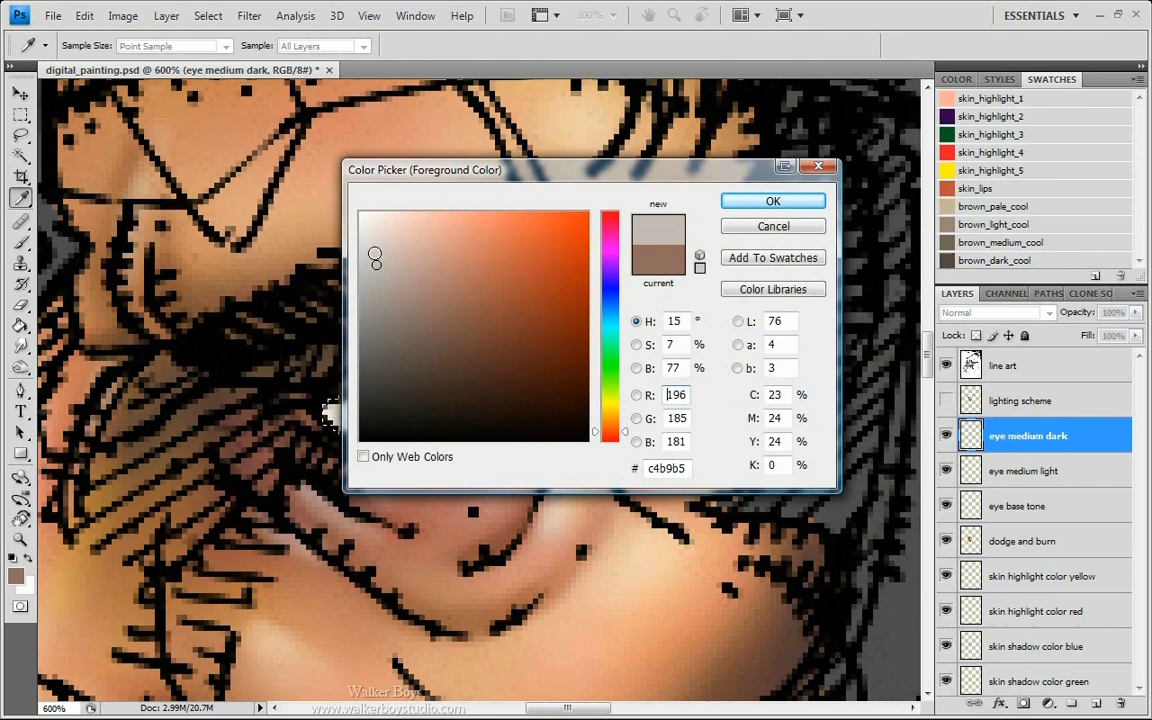 Ps File Edit Image Layer Select Filter Analysis 3D View Window Help Br 100% ESSENTIALS
Sample Size: Point Sample Sample: All Layers
digital_painting.psd @ 600% (eye medium dark, RGB/8#) *
COLOR STYLES SWATCHES
skin_highlight_1
skin_highlight_2
skin_highlight_3
skin_highlight_4
skin_highlight_5
skin_lips
brown_pale_cool
brown_light_cool
brown_medium_cool
brown_dark_cool
Color Picker (Foreground Color)
new
current
OK
Cancel
Add To Swatches
Color Libraries
H: 15 ° L: 76
S: 7 % a: 4
B: 77 % b: 3
R: 196 C: 23 %
G: 185 M: 24 %
B: 181 Y: 24 %
# c4b9b5 K: 0 %
Only Web Colors
LAYERS CHANNEL PATHS CLONE SO
Normal Opacity: 100%
Lock: Fill: 100%
line art
lighting scheme
eye medium dark
eye medium light
eye base tone
dodge and burn
skin highlight color yellow
skin highlight color red
skin shadow color blue
skin shadow color green
Walker Boys
www.walkerboystudio.com
600% Doc: 2.99M/20.7M